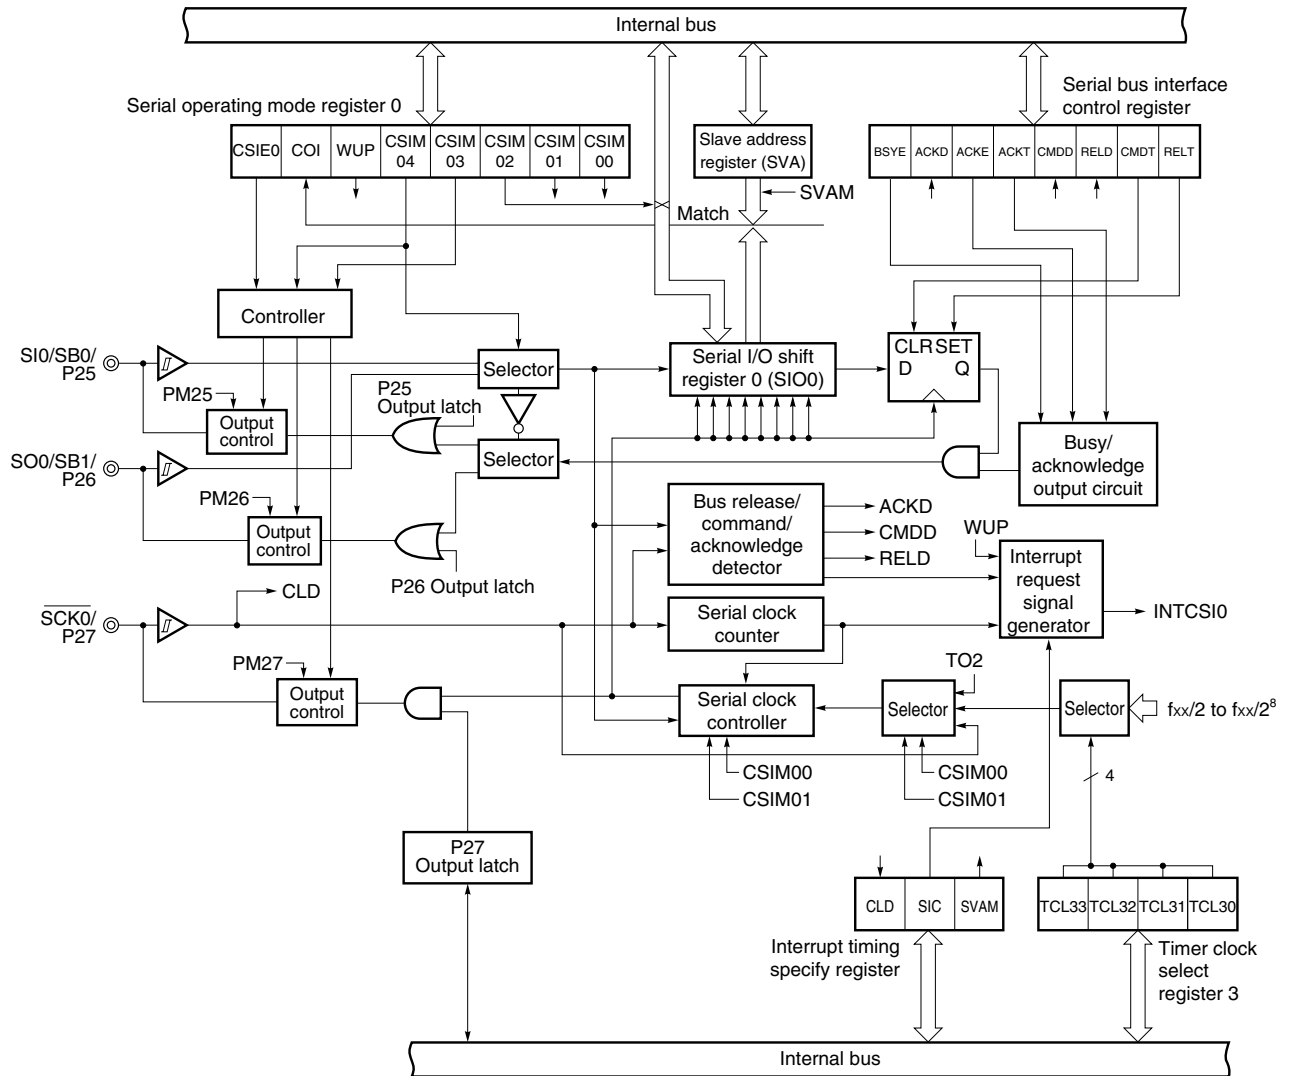 Internal bus
Serial operating mode register 0
Serial bus interface
control register
CSIE0 COI WUP CSIM 04 CSIM 03 CSIM 02 CSIM 01 CSIM 00
Slave address
register (SVA)
BSYE ACKD ACKE ACKT CMDD RELD CMDT RELT
SVAM
Match
Controller
SI0/SB0/
P25
Selector
Serial I/O shift
register 0 (SIO0)
CLR SET
D Q
PM25
P25
Output latch
Output
control
SO0/SB1/
P26
Selector
Busy/
acknowledge
output circuit
PM26
Output
control
P26 Output latch
Bus release/
command/
acknowledge
detector
ACKD
CMDD
RELD
WUP
Interrupt
request
signal
generator
INTCSI0
CLD
SCK0/
P27
Serial clock
counter
PM27
Output
control
Serial clock
controller
TO2
Selector
Selector
fxx/2 to fxx/2⁸
CSIM00
CSIM01
CSIM00
CSIM01
4
P27
Output latch
CLD SIC SVAM
TCL33 TCL32 TCL31 TCL30
Interrupt timing
specify register
Timer clock
select
register 3
Internal bus